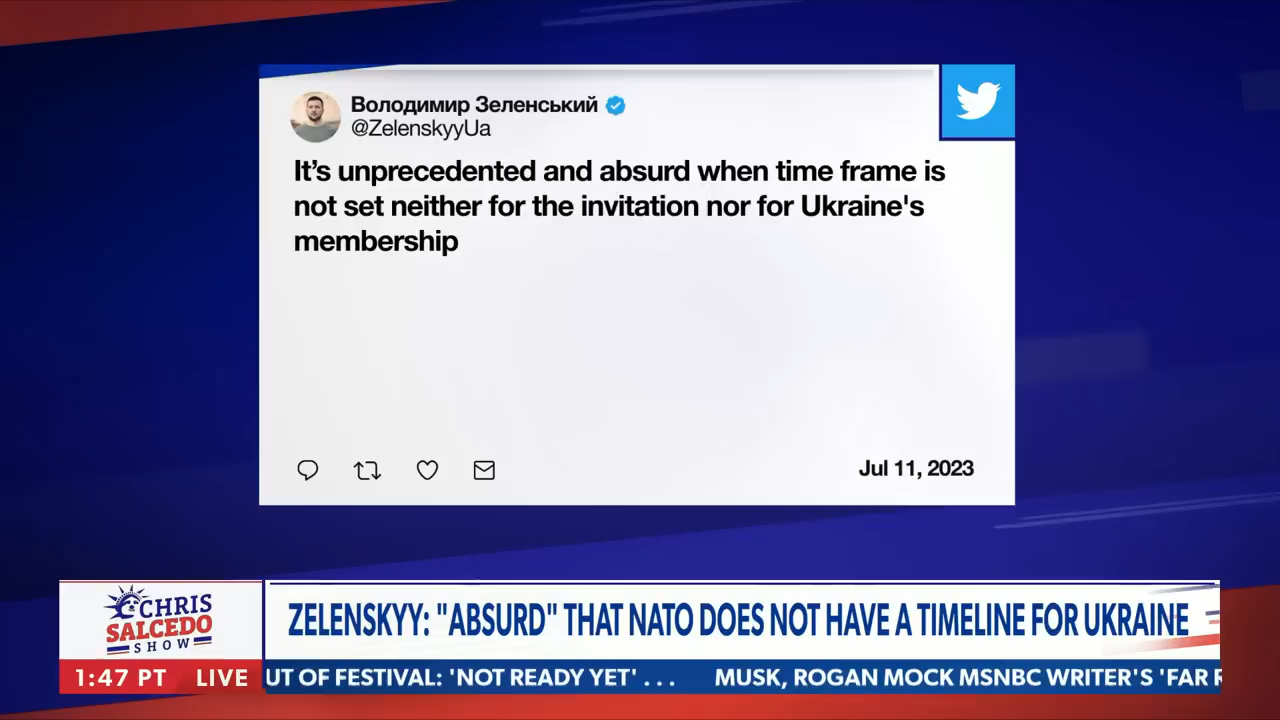 Володимир Зеленський
@ZelenskyyUa
It's unprecedented and absurd when time frame is
not set neither for the invitation nor for Ukraine's
membership
Jul 11, 2023
CHRIS
SALCEDO
SHOW
ZELENSKYY: "ABSURD" THAT NATO DOES NOT HAVE A TIMELINE FOR UKRAINE
1:47 PT LIVE
UT OF FESTIVAL: 'NOT READY YET' . . . MUSK, ROGAN MOCK MSNBC WRITER'S 'FAR R